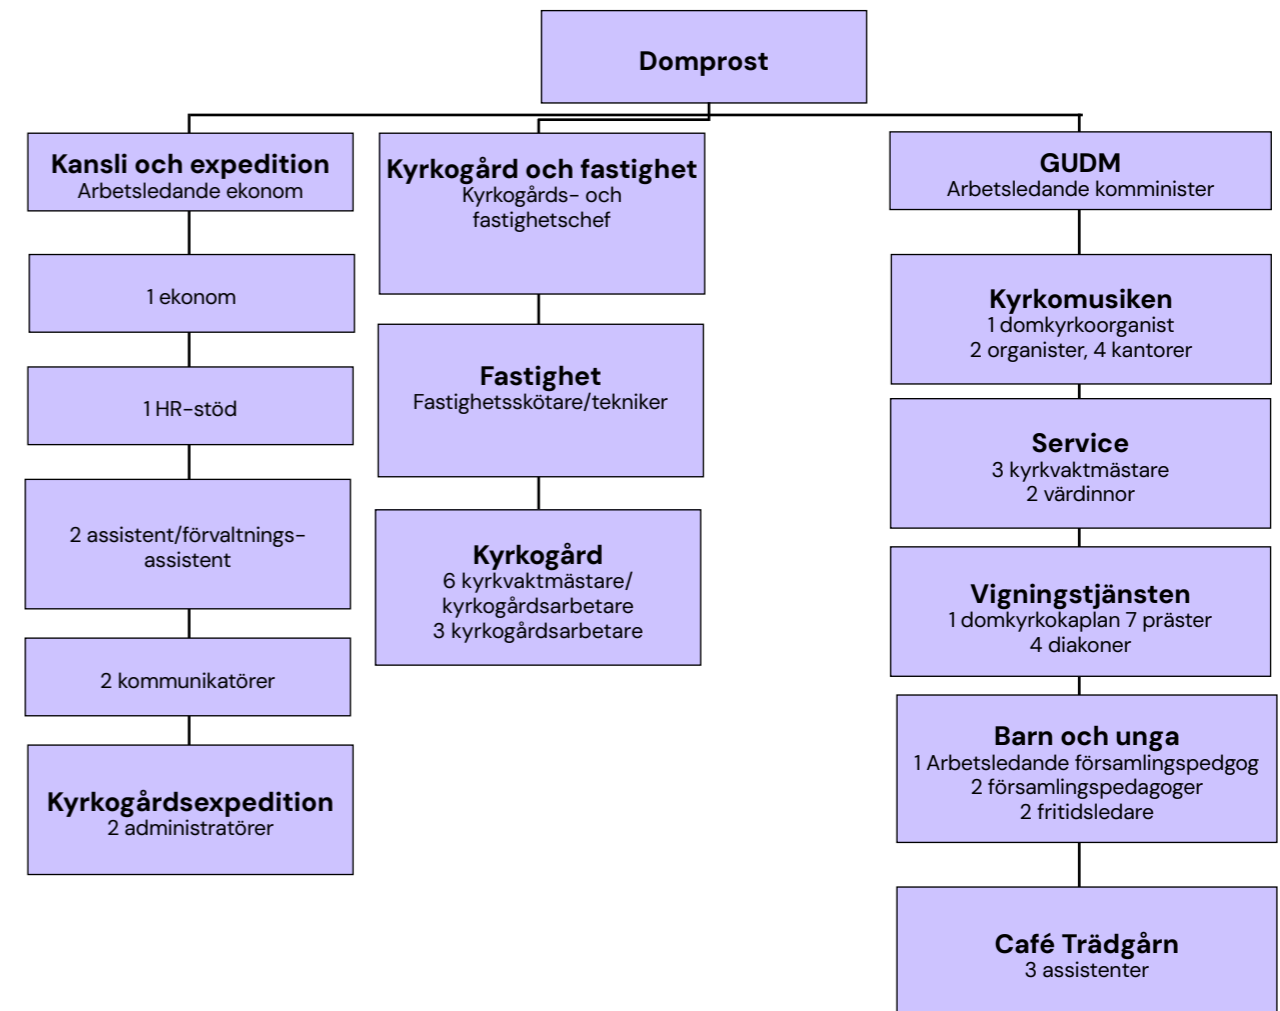 Domprost
Kansli och expedition
Arbetsledande ekonom
1 ekonom
1 HR-stöd
2 assistent/förvaltnings-
assistent
2 kommunikatörer
Kyrkogårdsexpedition
2 administratörer
Kyrkogård och fastighet
Kyrkogårds- och
fastighetschef
Fastighet
Fastighetsskötare/tekniker
Kyrkogård
6 kyrkvaktmästare/
kyrkogårdsarbetare
3 kyrkogårdsarbetare
GUDM
Arbetsledande komminister
Kyrkomusiken
1 domkyrkoorganist
2 organister, 4 kantorer
Service
3 kyrkvaktmästare
2 värdinnor
Vigningstjänsten
1 domkyrkokaplan 7 präster
4 diakoner
Barn och unga
1 Arbetsledande församlingspedgog
2 församlingspedagoger
2 fritidsledare
Café Trädgårn
3 assistenter